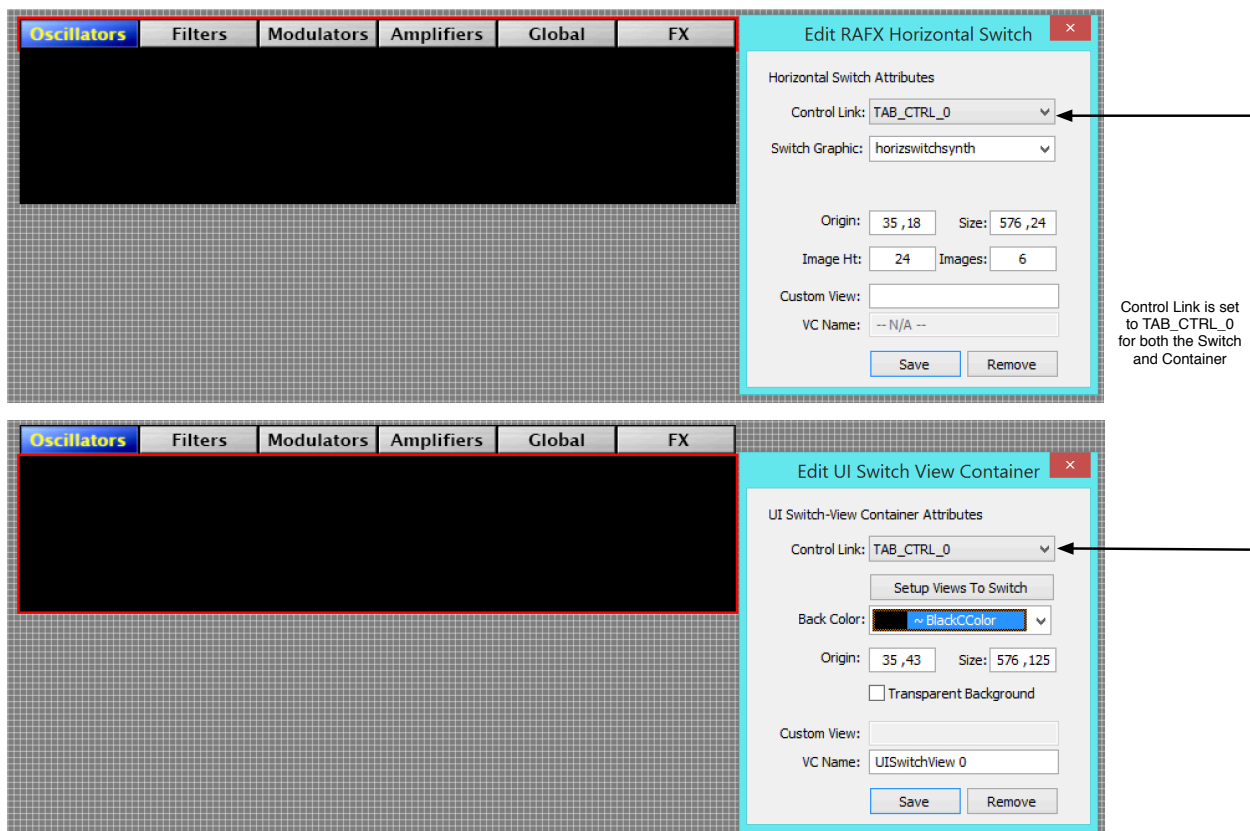 Oscillators Filters Modulators Amplifiers Global FX
Edit RAFX Horizontal Switch
×
Horizontal Switch Attributes
Control Link: TAB_CTRL_0
Switch Graphic: horizswitchsynth
Origin: 35 ,18 Size: 576 ,24
Image Ht: 24 Images: 6
Custom View:
VC Name: -- N/A --
Save Remove
Control Link is set
to TAB_CTRL_0
for both the Switch
and Container
Oscillators Filters Modulators Amplifiers Global FX
Edit UI Switch View Container
×
UI Switch-View Container Attributes
Control Link: TAB_CTRL_0
Setup Views To Switch
Back Color: ~ BlackCColor
Origin: 35 ,43 Size: 576 ,125
Transparent Background
Custom View:
VC Name: UISwitchView 0
Save Remove